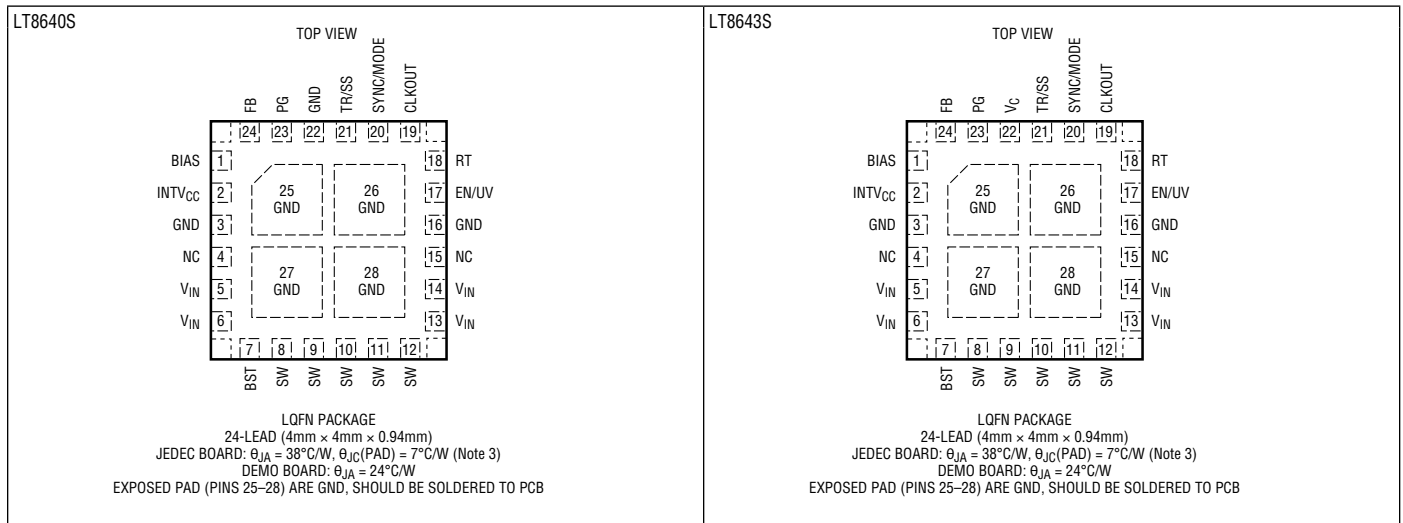 LT8640S
TOP VIEW
FB PG GND TR/SS SYNC/MODE CLKOUT
24 23 22 21 20 19
BIAS 1 18 RT
INTVCC 2 25 GND 26 GND 17 EN/UV
GND 3 16 GND
NC 4 15 NC
VIN 5 27 GND 28 GND 14 VIN
VIN 6 13 VIN
7 8 9 10 11 12
BST SW SW SW SW SW
LQFN PACKAGE
24-LEAD (4mm × 4mm × 0.94mm)
JEDEC BOARD: θJA = 38°C/W, θJC(PAD) = 7°C/W (Note 3)
DEMO BOARD: θJA = 24°C/W
EXPOSED PAD (PINS 25–28) ARE GND, SHOULD BE SOLDERED TO PCB
LT8643S
TOP VIEW
FB PG VC TR/SS SYNC/MODE CLKOUT
24 23 22 21 20 19
BIAS 1 18 RT
INTVCC 2 25 GND 26 GND 17 EN/UV
GND 3 16 GND
NC 4 15 NC
VIN 5 27 GND 28 GND 14 VIN
VIN 6 13 VIN
7 8 9 10 11 12
BST SW SW SW SW SW
LQFN PACKAGE
24-LEAD (4mm × 4mm × 0.94mm)
JEDEC BOARD: θJA = 38°C/W, θJC(PAD) = 7°C/W (Note 3)
DEMO BOARD: θJA = 24°C/W
EXPOSED PAD (PINS 25–28) ARE GND, SHOULD BE SOLDERED TO PCB